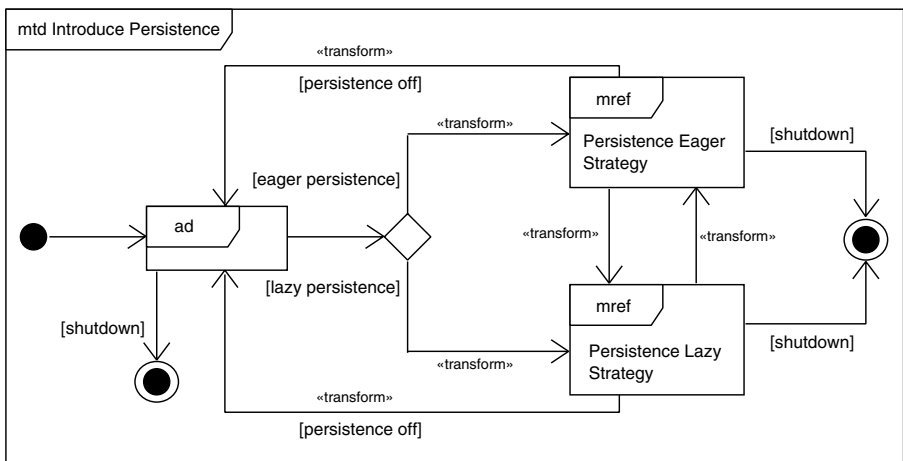 mtd Introduce Persistence
«transform»
[persistence off]
mref
Persistence Eager
Strategy
«transform»
[shutdown]
[eager persistence]
ad
«transform»
«transform»
[lazy persistence]
mref
[shutdown]
[shutdown]
Persistence Lazy
Strategy
«transform»
«transform»
[persistence off]